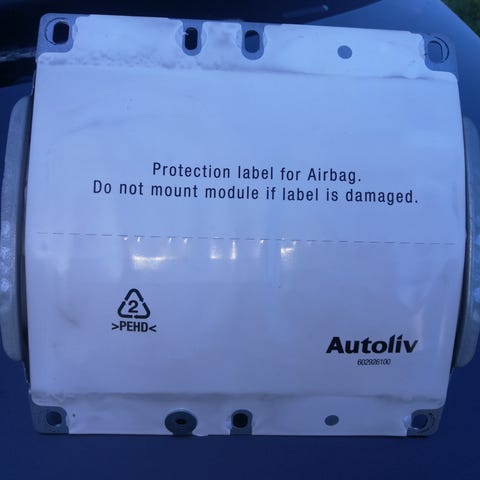 Protection label for Airbag.
Do not mount module if label is damaged.
2
>PEHD<
Autoliv
602926100